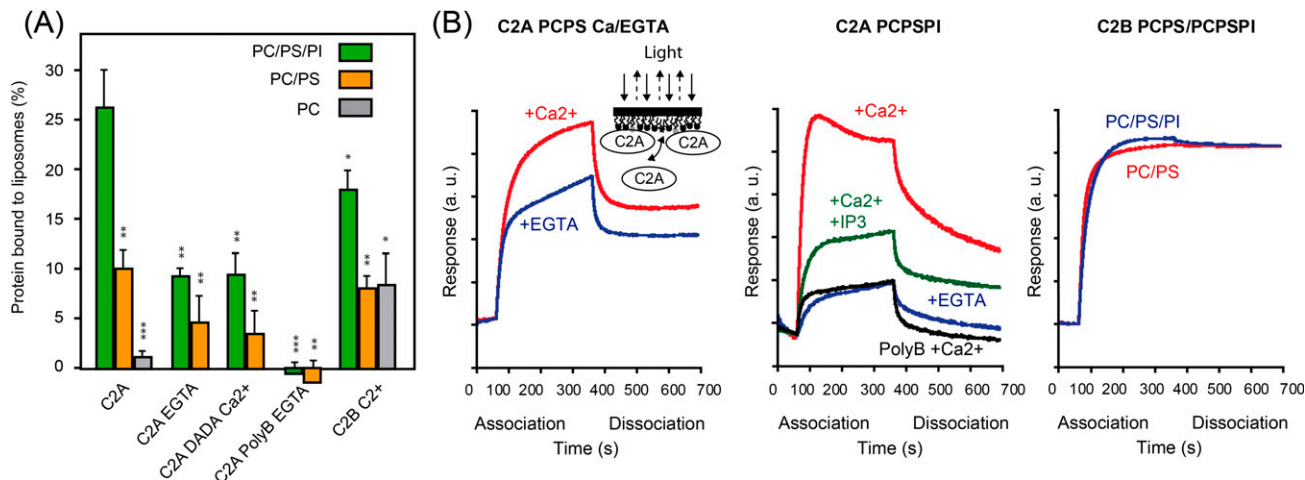 (A)
PC/PS/PI
PC/PS
PC
Protein bound to liposomes (%)
30
25
20
15
10
5
0
**
***
**
**
**
**
***
**
*
**
*
C2A
C2A EGTA
C2A DADA Ca2+
C2A PolyB EGTA
C2B C2+
(B)
C2A PCPS Ca/EGTA
Light
+Ca2+
C2A
C2A
C2A
+EGTA
Response (a. u.)
0 100 200 300 400 500 600 700
Association Dissociation
Time (s)
C2A PCPSPI
+Ca2+
+Ca2+
+IP3
+EGTA
PolyB +Ca2+
Response (a. u.)
0 100 200 300 400 500 600 700
Association Dissociation
Time (s)
C2B PCPS/PCPSPI
PC/PS/PI
PC/PS
Response (a. u.)
0 100 200 300 400 500 600 700
Association Dissociation
Time (s)